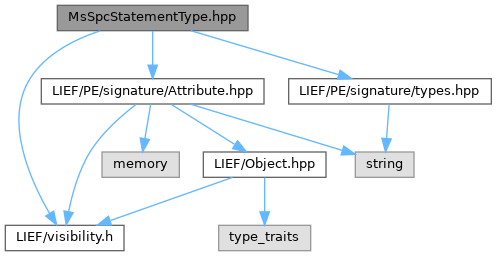 MsSpcStatementType.hpp
LIEF/PE/signature/Attribute.hpp
LIEF/PE/signature/types.hpp
memory
LIEF/Object.hpp
string
LIEF/visibility.h
type_traits